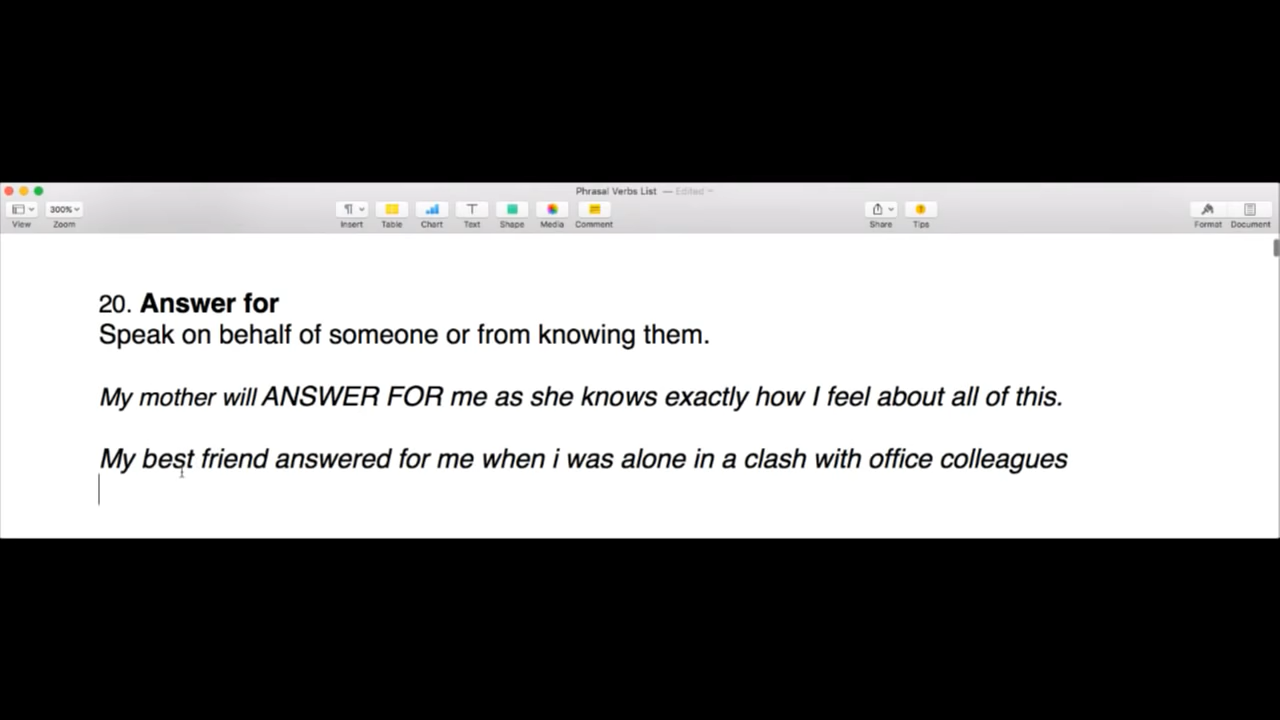 Phrasal Verbs List — Edited
300%
View Zoom Insert Table Chart Text Shape Media Comment Share Tips Format Document
20. Answer for
Speak on behalf of someone or from knowing them.
My mother will ANSWER FOR me as she knows exactly how I feel about all of this.
My best friend answered for me when i was alone in a clash with office colleagues